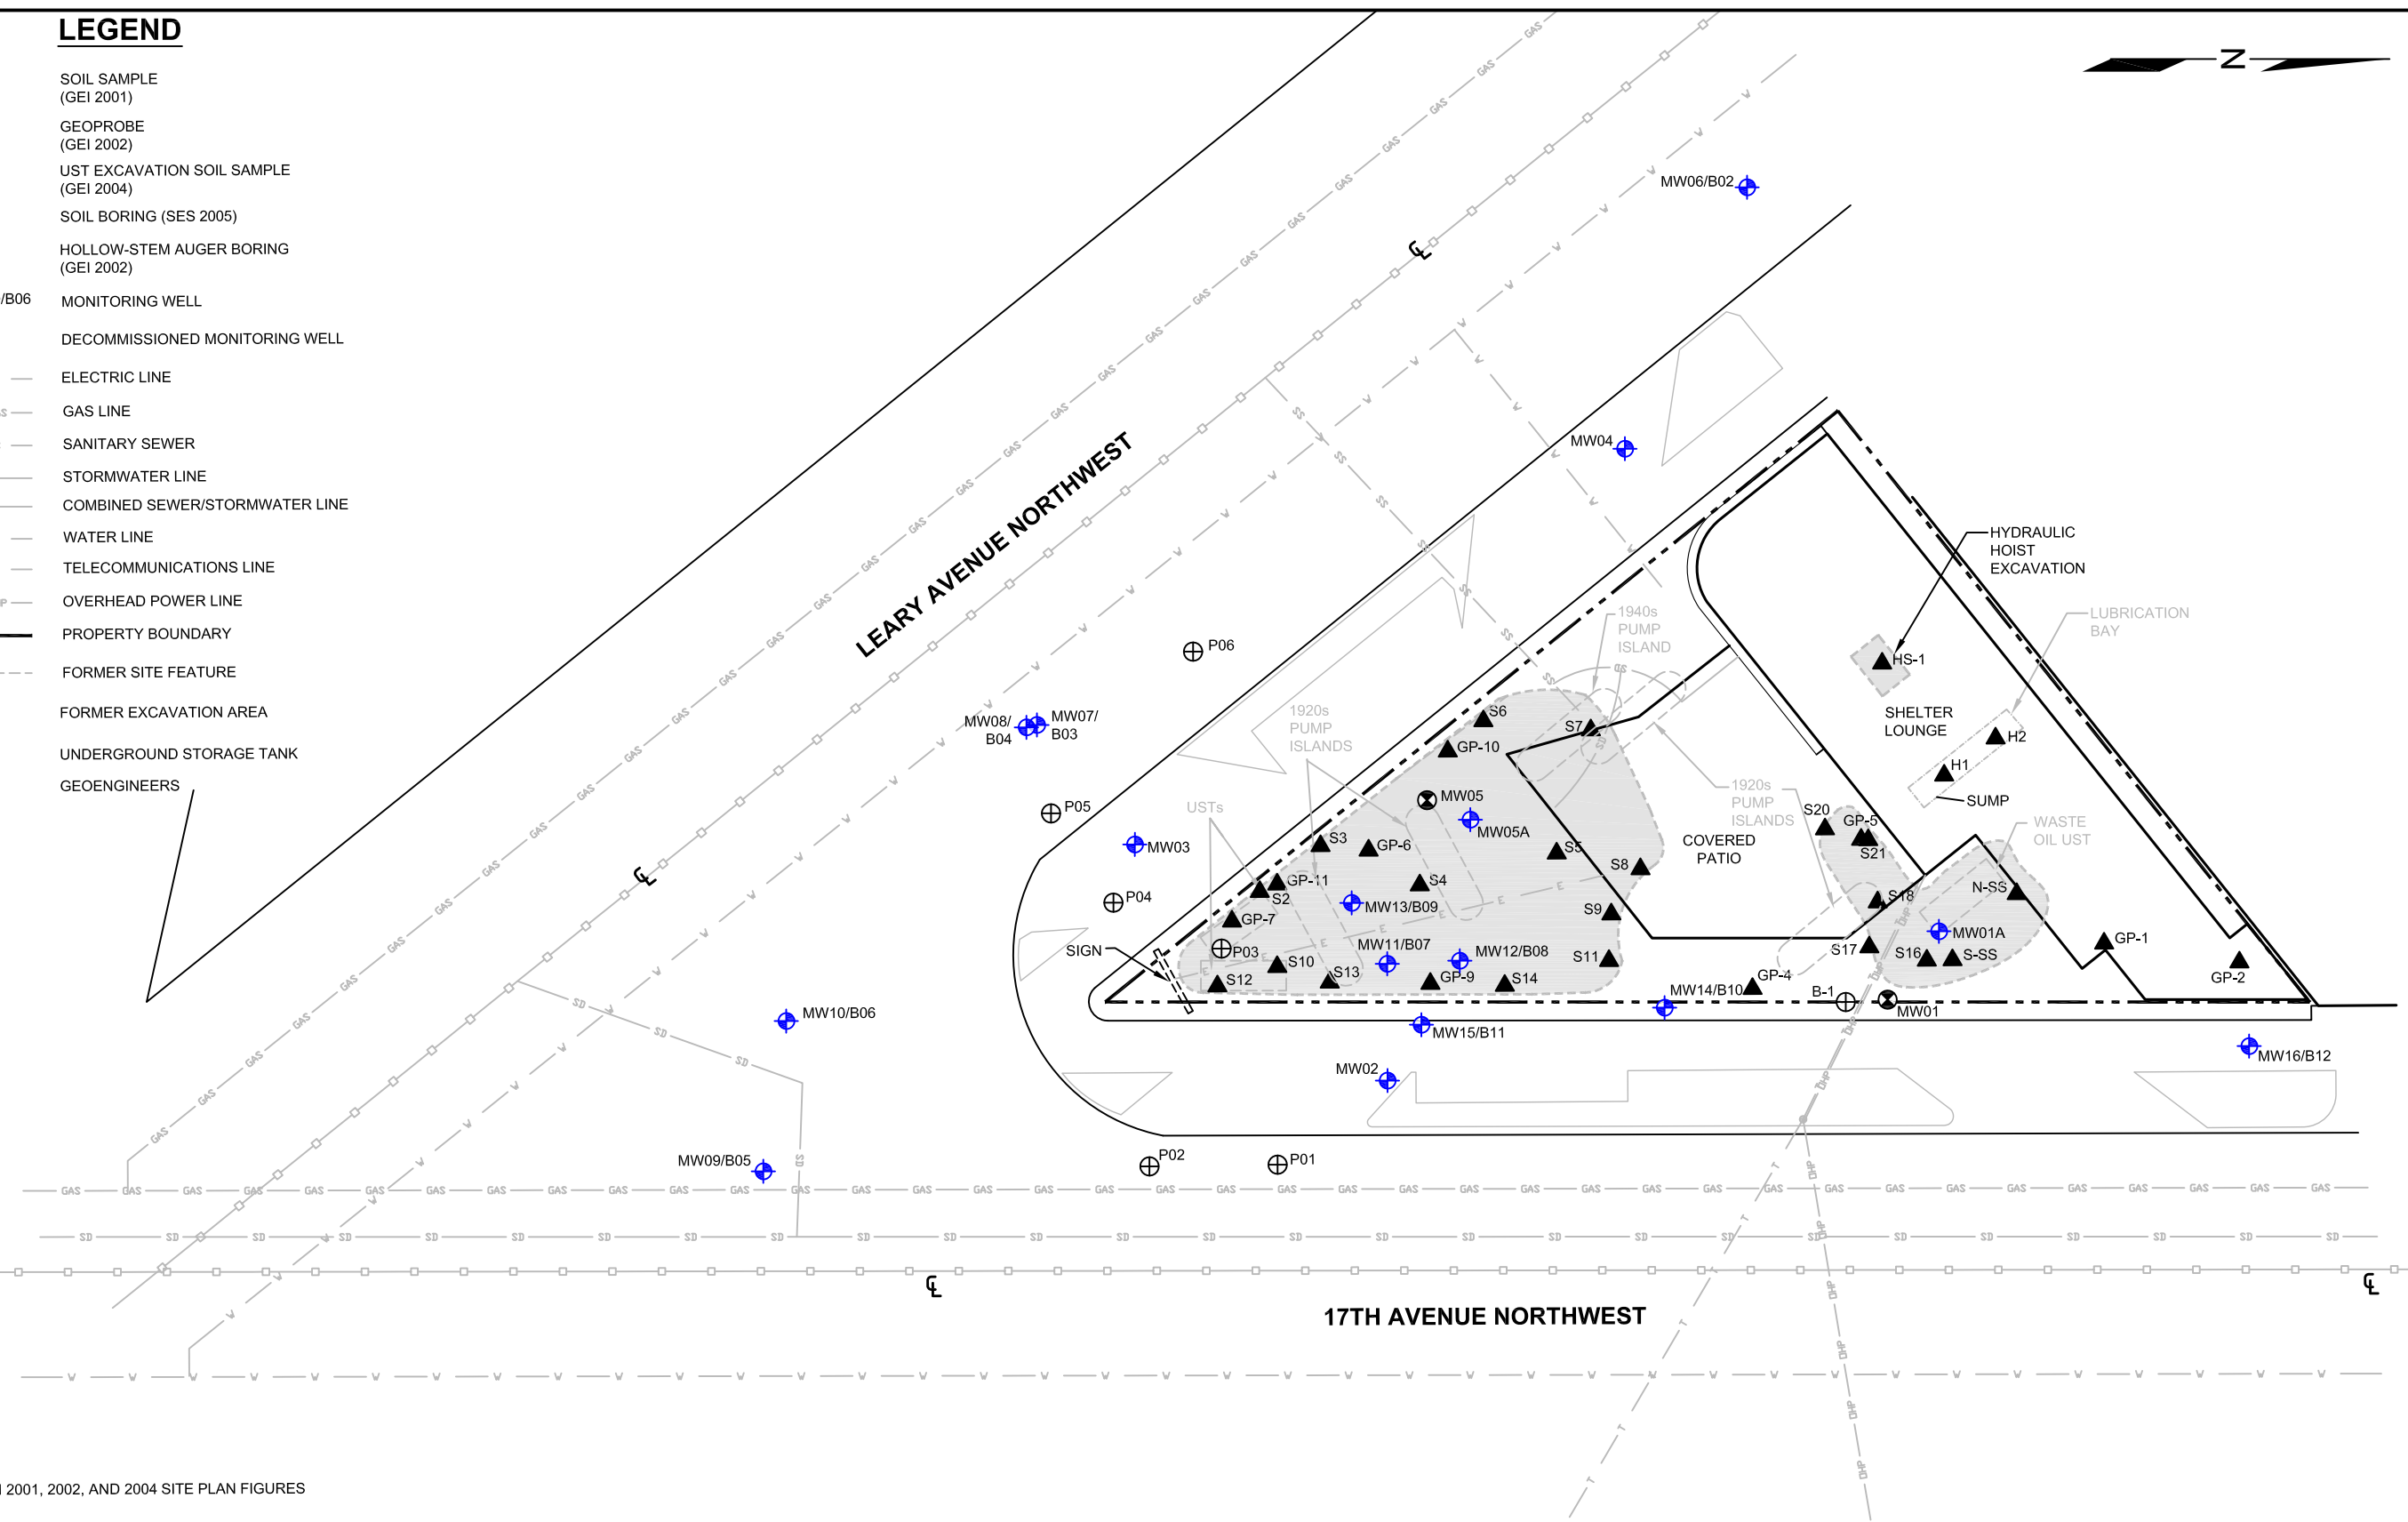 LEGEND
SOIL SAMPLE
(GEI 2001)
GEOPROBE
(GEI 2002)
UST EXCAVATION SOIL SAMPLE
(GEI 2004)
SOIL BORING (SES 2005)
HOLLOW-STEM AUGER BORING
(GEI 2002)
/B06 MONITORING WELL
DECOMMISSIONED MONITORING WELL
ELECTRIC LINE
GAS LINE
SANITARY SEWER
STORMWATER LINE
COMBINED SEWER/STORMWATER LINE
WATER LINE
TELECOMMUNICATIONS LINE
P OVERHEAD POWER LINE
PROPERTY BOUNDARY
FORMER SITE FEATURE
FORMER EXCAVATION AREA
UNDERGROUND STORAGE TANK
GEOENGINEERS
N
MW06/B02
MW04
LEARY AVENUE NORTHWEST
HYDRAULIC
HOIST
EXCAVATION
LUBRICATION
BAY
1940s
PUMP
ISLAND
P06
HS-1
SHELTER
LOUNGE
H2
H1
SUMP
MW08/
B04
MW07/
B03
1920s
PUMP
ISLANDS
S6
S7
GP-10
1920s
PUMP
ISLANDS
WASTE
OIL UST
USTs
P05
MW05
MW05A
S20
GP-5
S21
MW03
S3
GP-6
S5
S8
COVERED
PATIO
GP-11
S2
S4
N-SS
S18
P04
GP-7
MW13/B09
S9
MW01A
SIGN
P03
MW11/B07
MW12/B08
S11
S17
S16
S-SS
GP-1
GP-2
S10
S12
S13
GP-9
S14
GP-4
MW14/B10
B-1
MW01
MW10/B06
MW15/B11
MW16/B12
MW02
MW09/B05
P02
P01
17TH AVENUE NORTHWEST
2001, 2002, AND 2004 SITE PLAN FIGURES